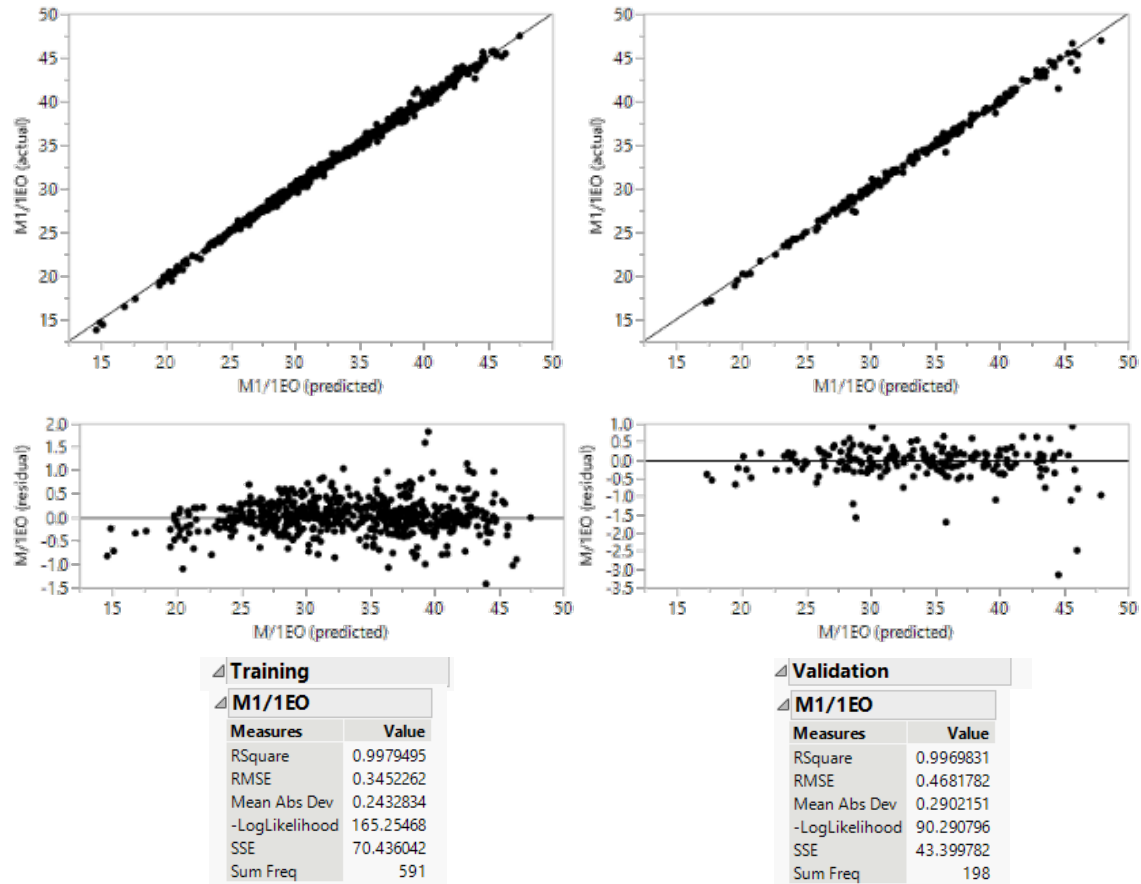 50
45
40
35
30
25
20
15
M1/1EO (actual)
15 20 25 30 35 40 45 50
M1/1EO (predicted)
50
45
40
35
30
25
20
15
M1/1EO (actual)
15 20 25 30 35 40 45 50
M1/1EO (predicted)
2.0
1.5
1.0
0.5
0.0
-0.5
-1.0
-1.5
M/1EO (residual)
15 20 25 30 35 40 45 50
M/1EO (predicted)
1.0
0.5
0.0
-0.5
-1.0
-1.5
-2.0
-2.5
-3.0
-3.5
M/1EO (residual)
15 20 25 30 35 40 45 50
M/1EO (predicted)
Training
M1/1EO
Measures Value
RSquare 0.9979495
RMSE 0.3452262
Mean Abs Dev 0.2432834
-LogLikelihood 165.25468
SSE 70.436042
Sum Freq 591
Validation
M1/1EO
Measures Value
RSquare 0.9969831
RMSE 0.4681782
Mean Abs Dev 0.2902151
-LogLikelihood 90.290796
SSE 43.399782
Sum Freq 198